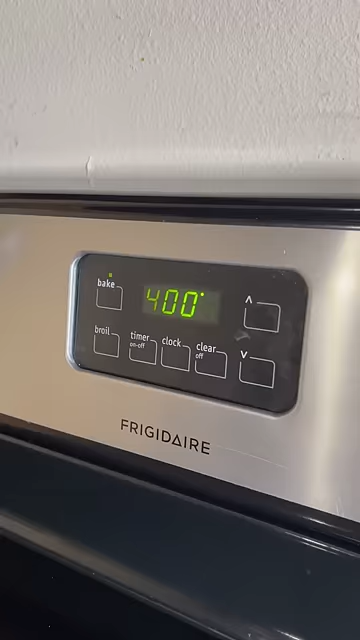 bake
400°
^
broil
timer
on-off
clock
clear
off
v
FRIGIDAIRE